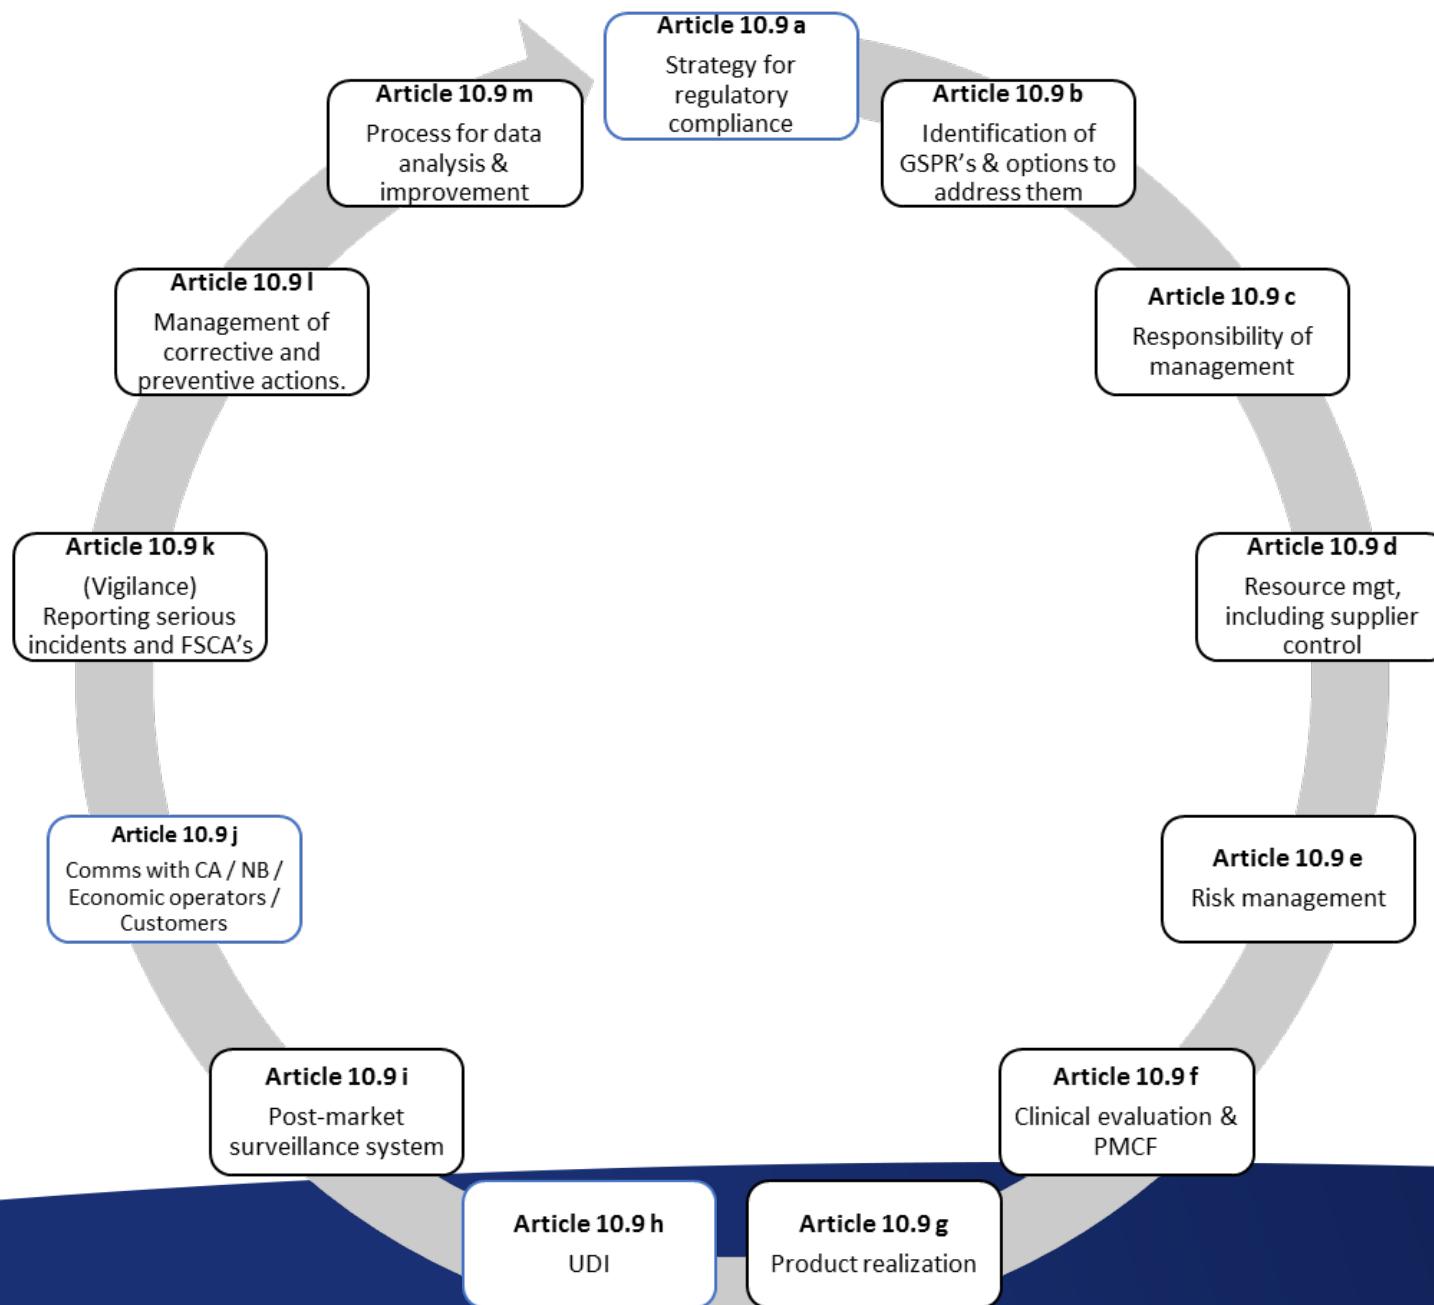 Article 10.9 a
Strategy for
regulatory
compliance
Article 10.9 b
Identification of
GSPR's & options to
address them
Article 10.9 c
Responsibility of
management
Article 10.9 d
Resource mgt,
including supplier
control
Article 10.9 e
Risk management
Article 10.9 f
Clinical evaluation &
PMCF
Article 10.9 g
Product realization
Article 10.9 h
UDI
Article 10.9 i
Post-market
surveillance system
Article 10.9 j
Comms with CA / NB /
Economic operators /
Customers
Article 10.9 k
(Vigilance)
Reporting serious
incidents and FSCA's
Article 10.9 l
Management of
corrective and
preventive actions.
Article 10.9 m
Process for data
analysis &
improvement